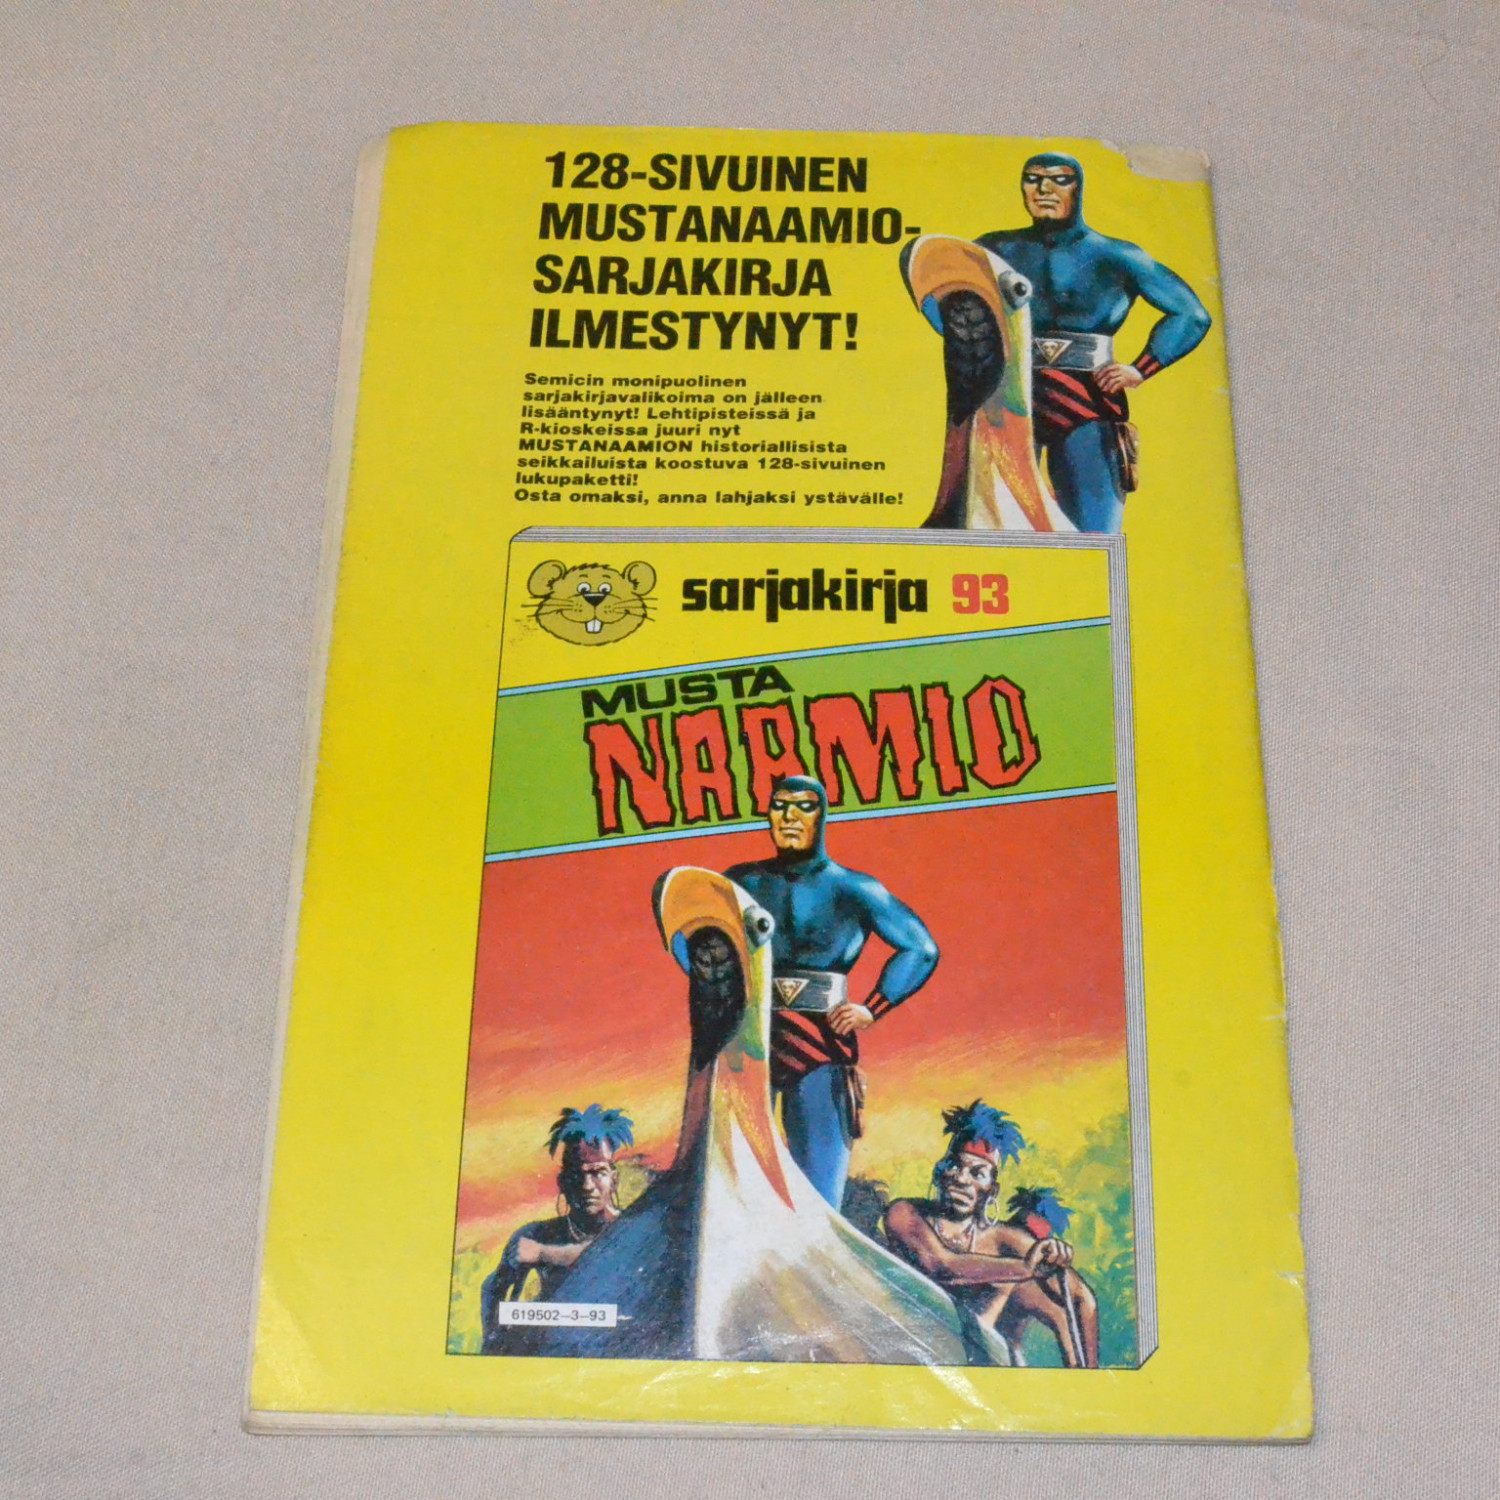 128-SIVUINEN
MUSTANAAMIO-
SARJAKIRJA
ILMESTYNYT!
Semicin monipuolinen
sarjakirjavalikoima on jälleen
lisääntynyt! Lehtipisteissä ja
R-kioskeissa juuri nyt
MUSTANAAMION historiallisista
seikkailuista koostuva 128-sivuinen
lukupaketti!
Osta omaksi, anna lahjaksi ystävälle!
sarjakirja 93
MUSTA
NAAMIO
619502-3-93